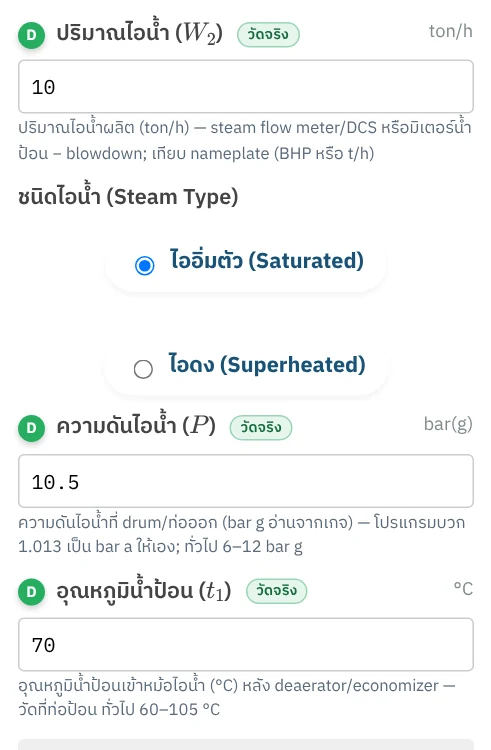 D ปริมาณไอน้ำ (W₂) วัดจริง ton/h
10
ปริมาณไอน้ำผลิต (ton/h) — steam flow meter/DCS หรือมิเตอร์น้ำ
ป้อน − blowdown; เทียบ nameplate (BHP หรือ t/h)
ชนิดไอน้ำ (Steam Type)
ไออิ่มตัว (Saturated)
ไอดง (Superheated)
D ความดันไอน้ำ (P) วัดจริง bar(g)
10.5
ความดันไอน้ำที่ drum/ท่อออก (bar g อ่านจากเกจ) — โปรแกรมบวก
1.013 เป็น bar a ให้เอง; ทั่วไป 6–12 bar g
D อุณหภูมิน้ำป้อน (t₁) วัดจริง °C
70
อุณหภูมิน้ำป้อนเข้าหม้อไอน้ำ (°C) หลัง deaerator/economizer —
วัดที่ท่อป้อน ทั่วไป 60–105 °C